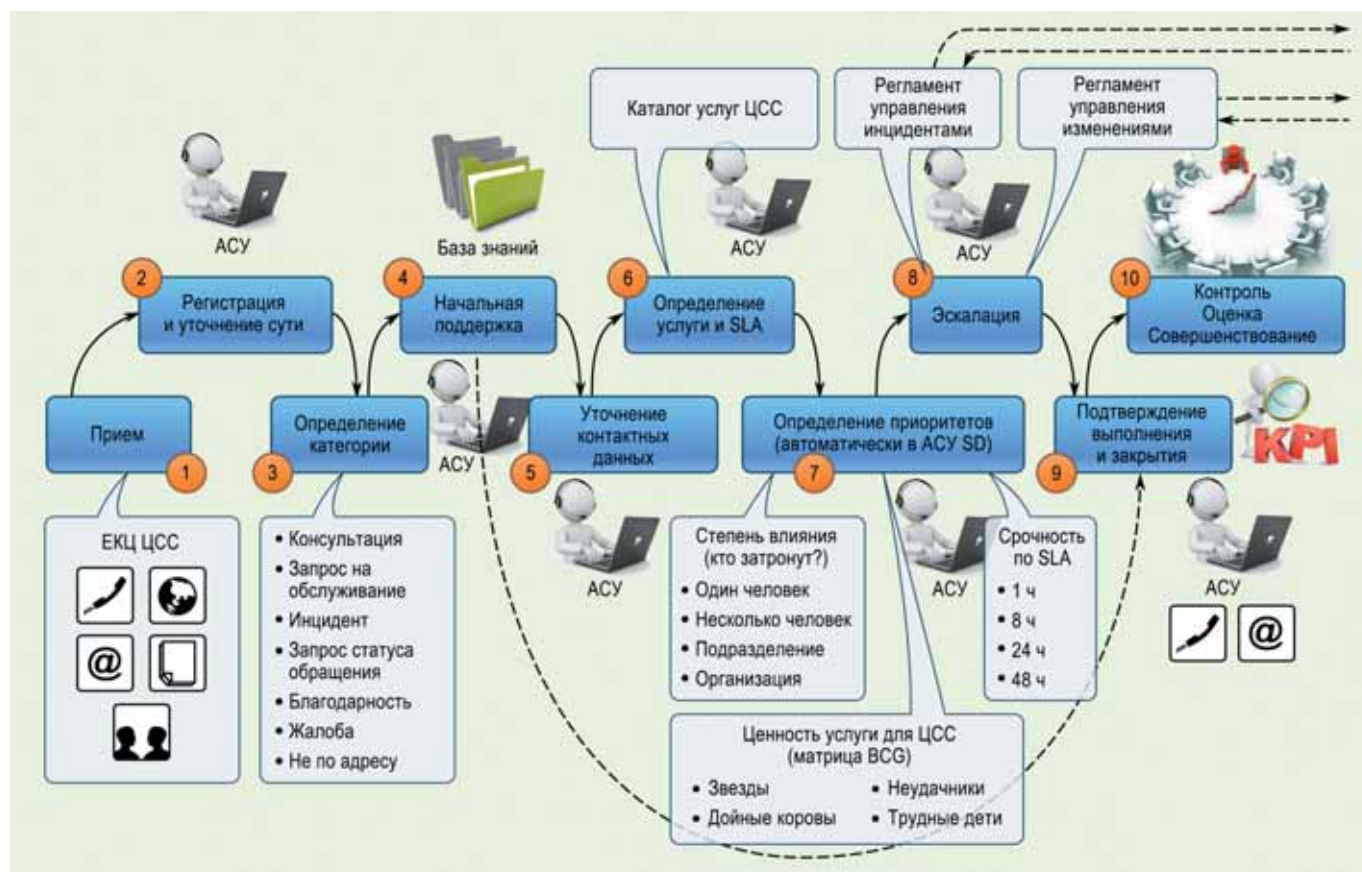 Каталог услуг ЦСС
Регламент
управления
инцидентами
Регламент
управления
изменениями
АСУ
База знаний
АСУ
АСУ
2
Регистрация
и уточнение сути
4
Начальная
поддержка
6
Определение
услуги и SLA
8
Эскалация
10
Контроль
Оценка
Совершенствование
Прием
1
Определение
категории
3
АСУ
Уточнение
контактных
данных
5
Определение приоритетов
(автоматически в АСУ SD)
7
Подтверждение
выполнения
и закрытия
9
KPI
ЕКЦ ЦСС
@
• Консультация
• Запрос на
обслуживание
• Инцидент
• Запрос статуса
обращения
• Благодарность
• Жалоба
• Не по адресу
АСУ
Степень влияния
(кто затронут?)
• Один человек
• Несколько человек
• Подразделение
• Организация
АСУ
Срочность
по SLA
• 1 ч
• 8 ч
• 24 ч
• 48 ч
АСУ
@
Ценность услуги для ЦСС
(матрица BCG)
• Звезды
• Неудачники
• Дойные коровы
• Трудные дети